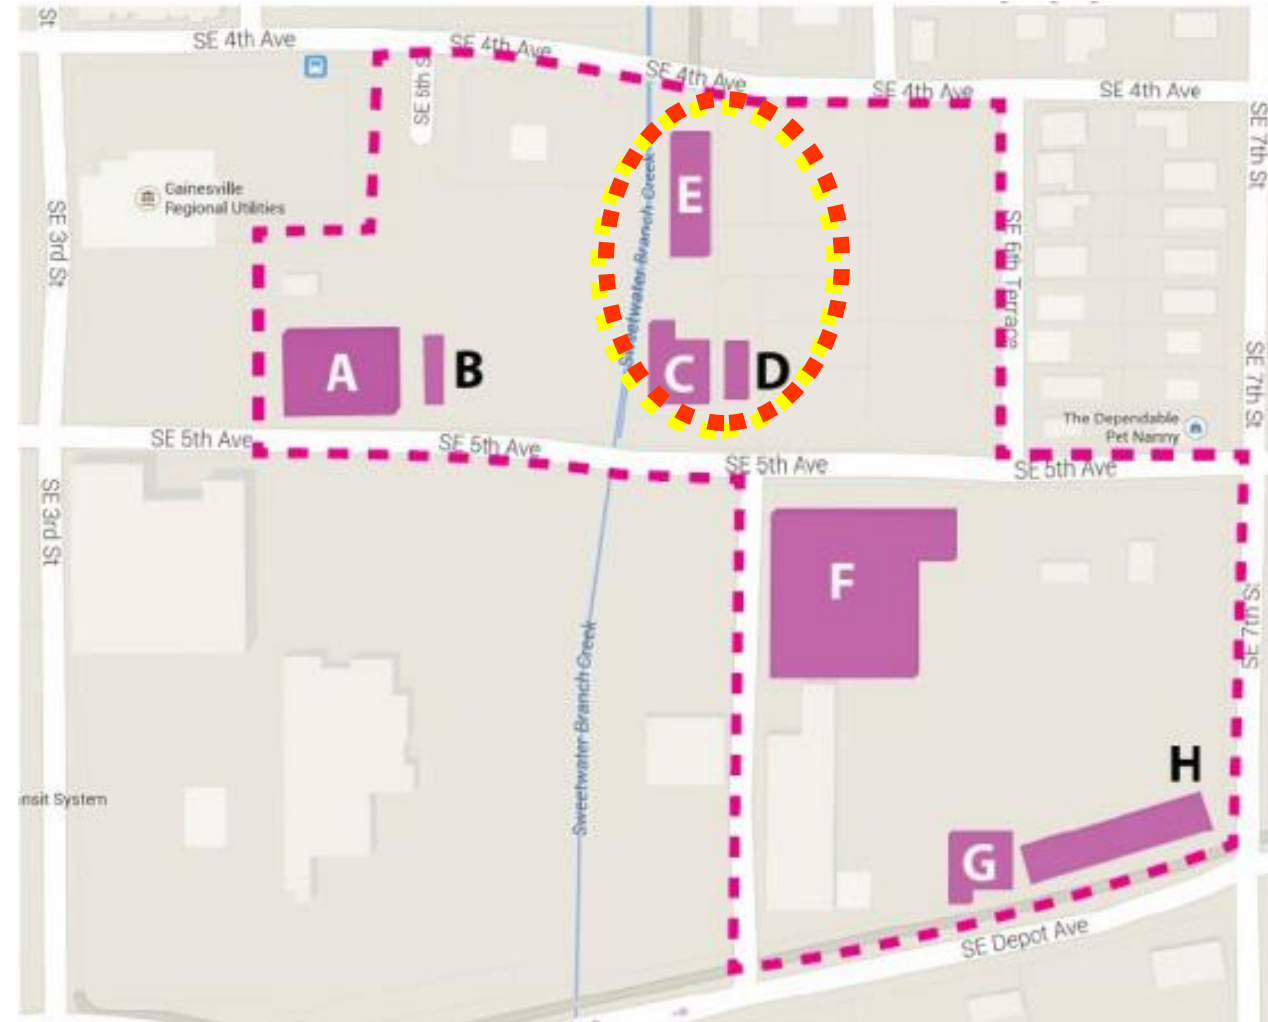 St
SE 4th Ave
SE 4th Ave
SE 4th Ave
SE 4th Ave
SE 4th Ave
SE 5th S
SE 7th St
Gainesville
Regional Utilities
E
Sweetwater Branch Creek
SE 3rd St
SE 6th Terrace
A
B
C
D
SE 7th St
The Dependable
Pet Nanny
SE 5th Ave
SE 5th Ave
SE 5th Ave
SE 5th Ave
SE 3rd St
F
SE 7th S
Sweetwater Branch Creek
H
nsit System
G
SE Depot Ave